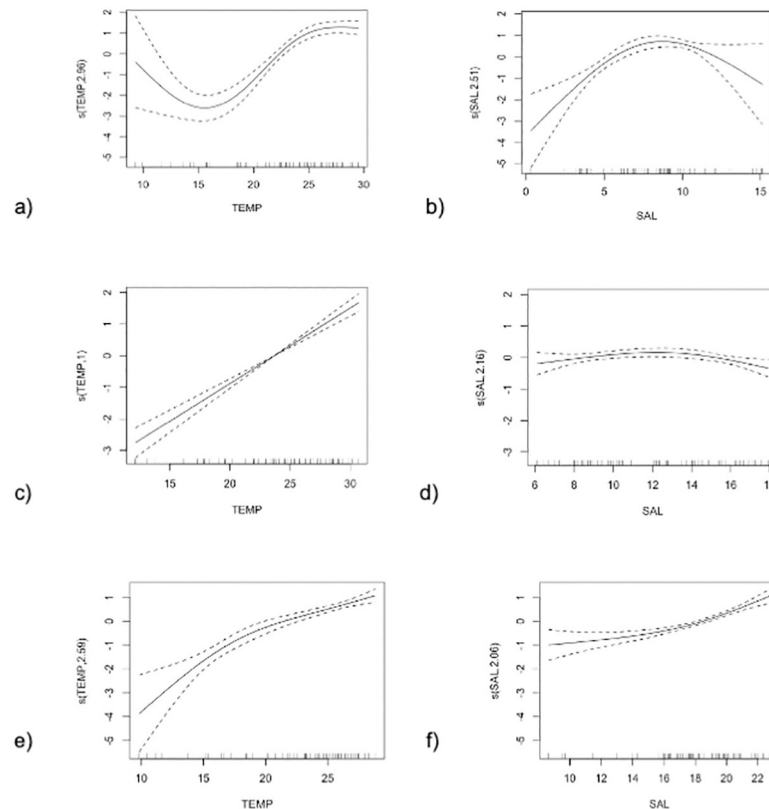 s(TEMP,2.96)
2
1
0
-1
-2
-3
-4
-5
10 15 20 25 30
TEMP
a)
s(SAL,2.51)
2
1
0
-1
-2
-3
-4
-5
0 5 10 15
SAL
b)
s(TEMP,1)
2
1
0
-1
-2
-3
15 20 25 30
TEMP
c)
s(SAL,2.16)
2
1
0
-1
-2
-3
6 8 10 12 14 16 18
SAL
d)
s(TEMP,2.59)
1
0
-1
-2
-3
-4
-5
10 15 20 25
TEMP
e)
s(SAL,2.06)
1
0
-1
-2
-3
-4
-5
10 12 14 16 18 20 22
SAL
f)